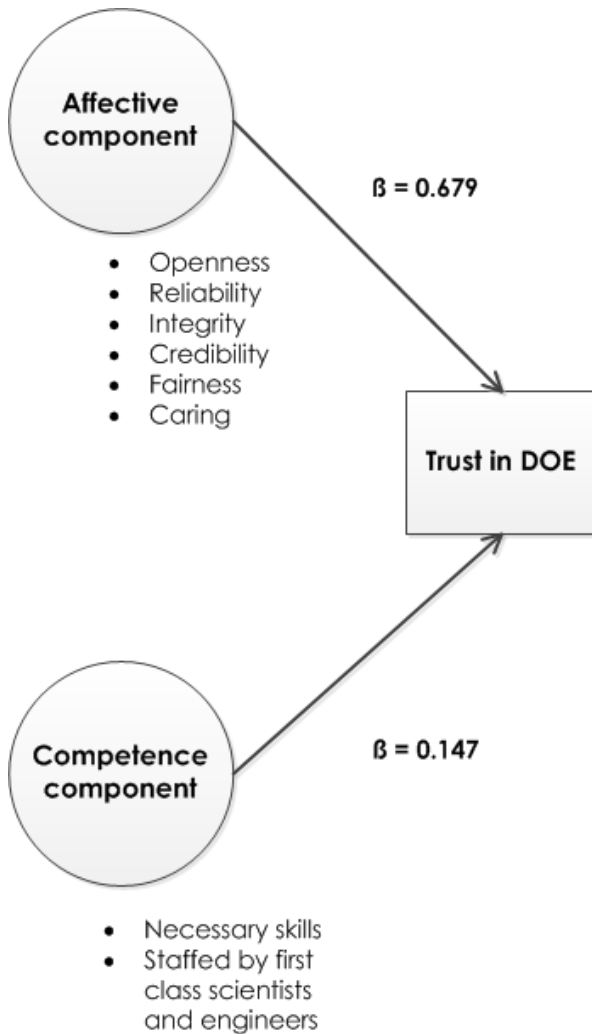 Affective
component
ß = 0.679
• Openness
• Reliability
• Integrity
• Credibility
• Fairness
• Caring
Trust in DOE
Competence
component
ß = 0.147
• Necessary skills
• Staffed by first
class scientists
and engineers